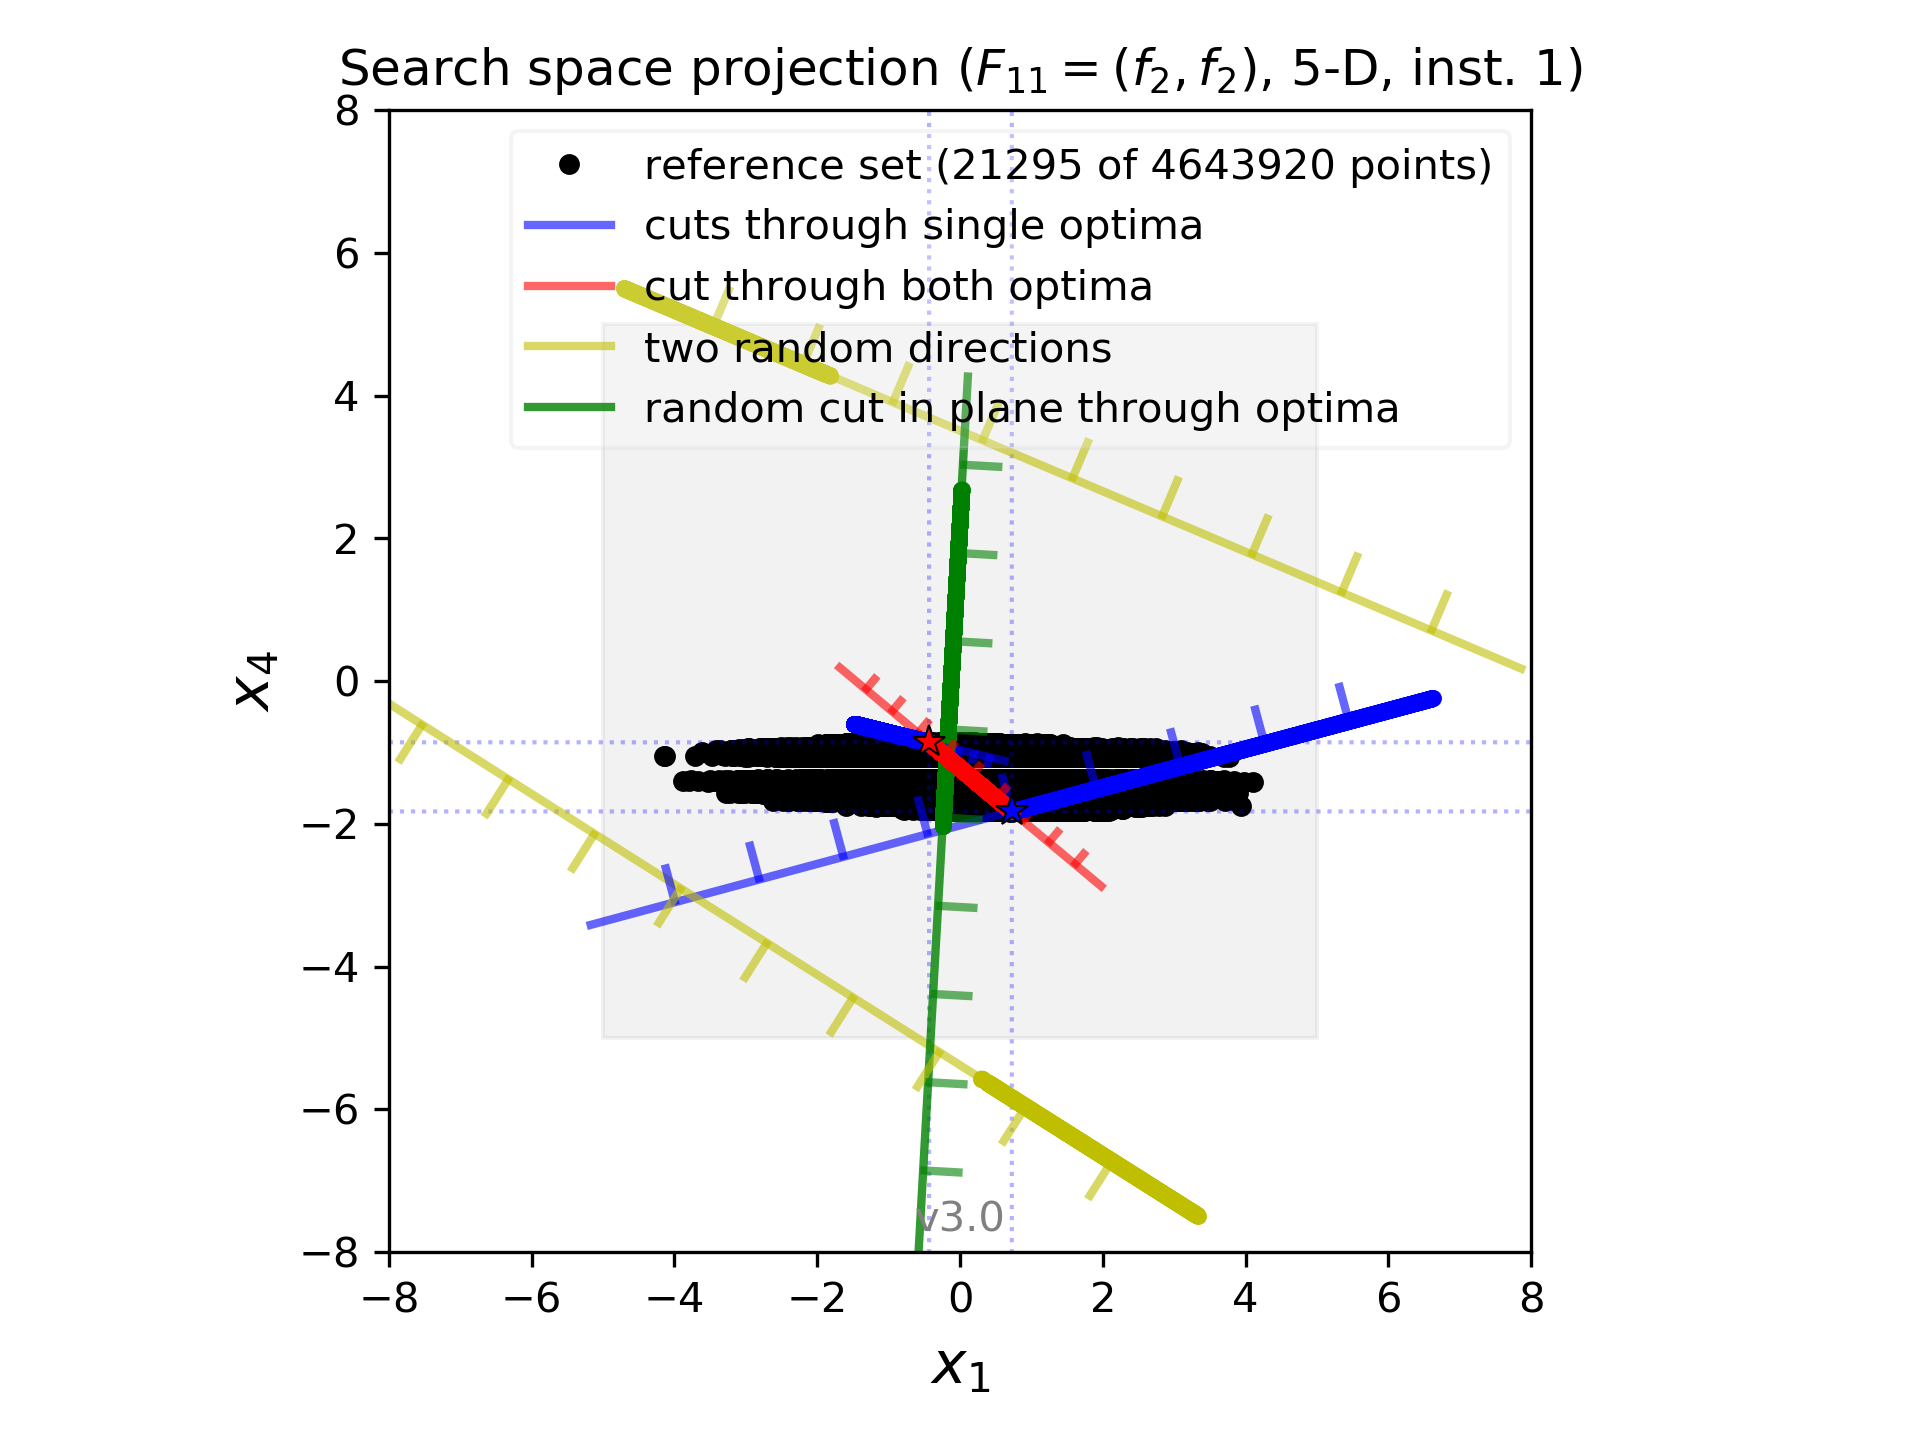 Search space projection (F₁₁ = (f₂, f₂), 5-D, inst. 1)
reference set (21295 of 4643920 points)
cuts through single optima
cut through both optima
two random directions
random cut in plane through optima
8
6
4
2
0
−2
−4
−6
−8
x₄
v3.0
−8 −6 −4 −2 0 2 4 6 8
x₁